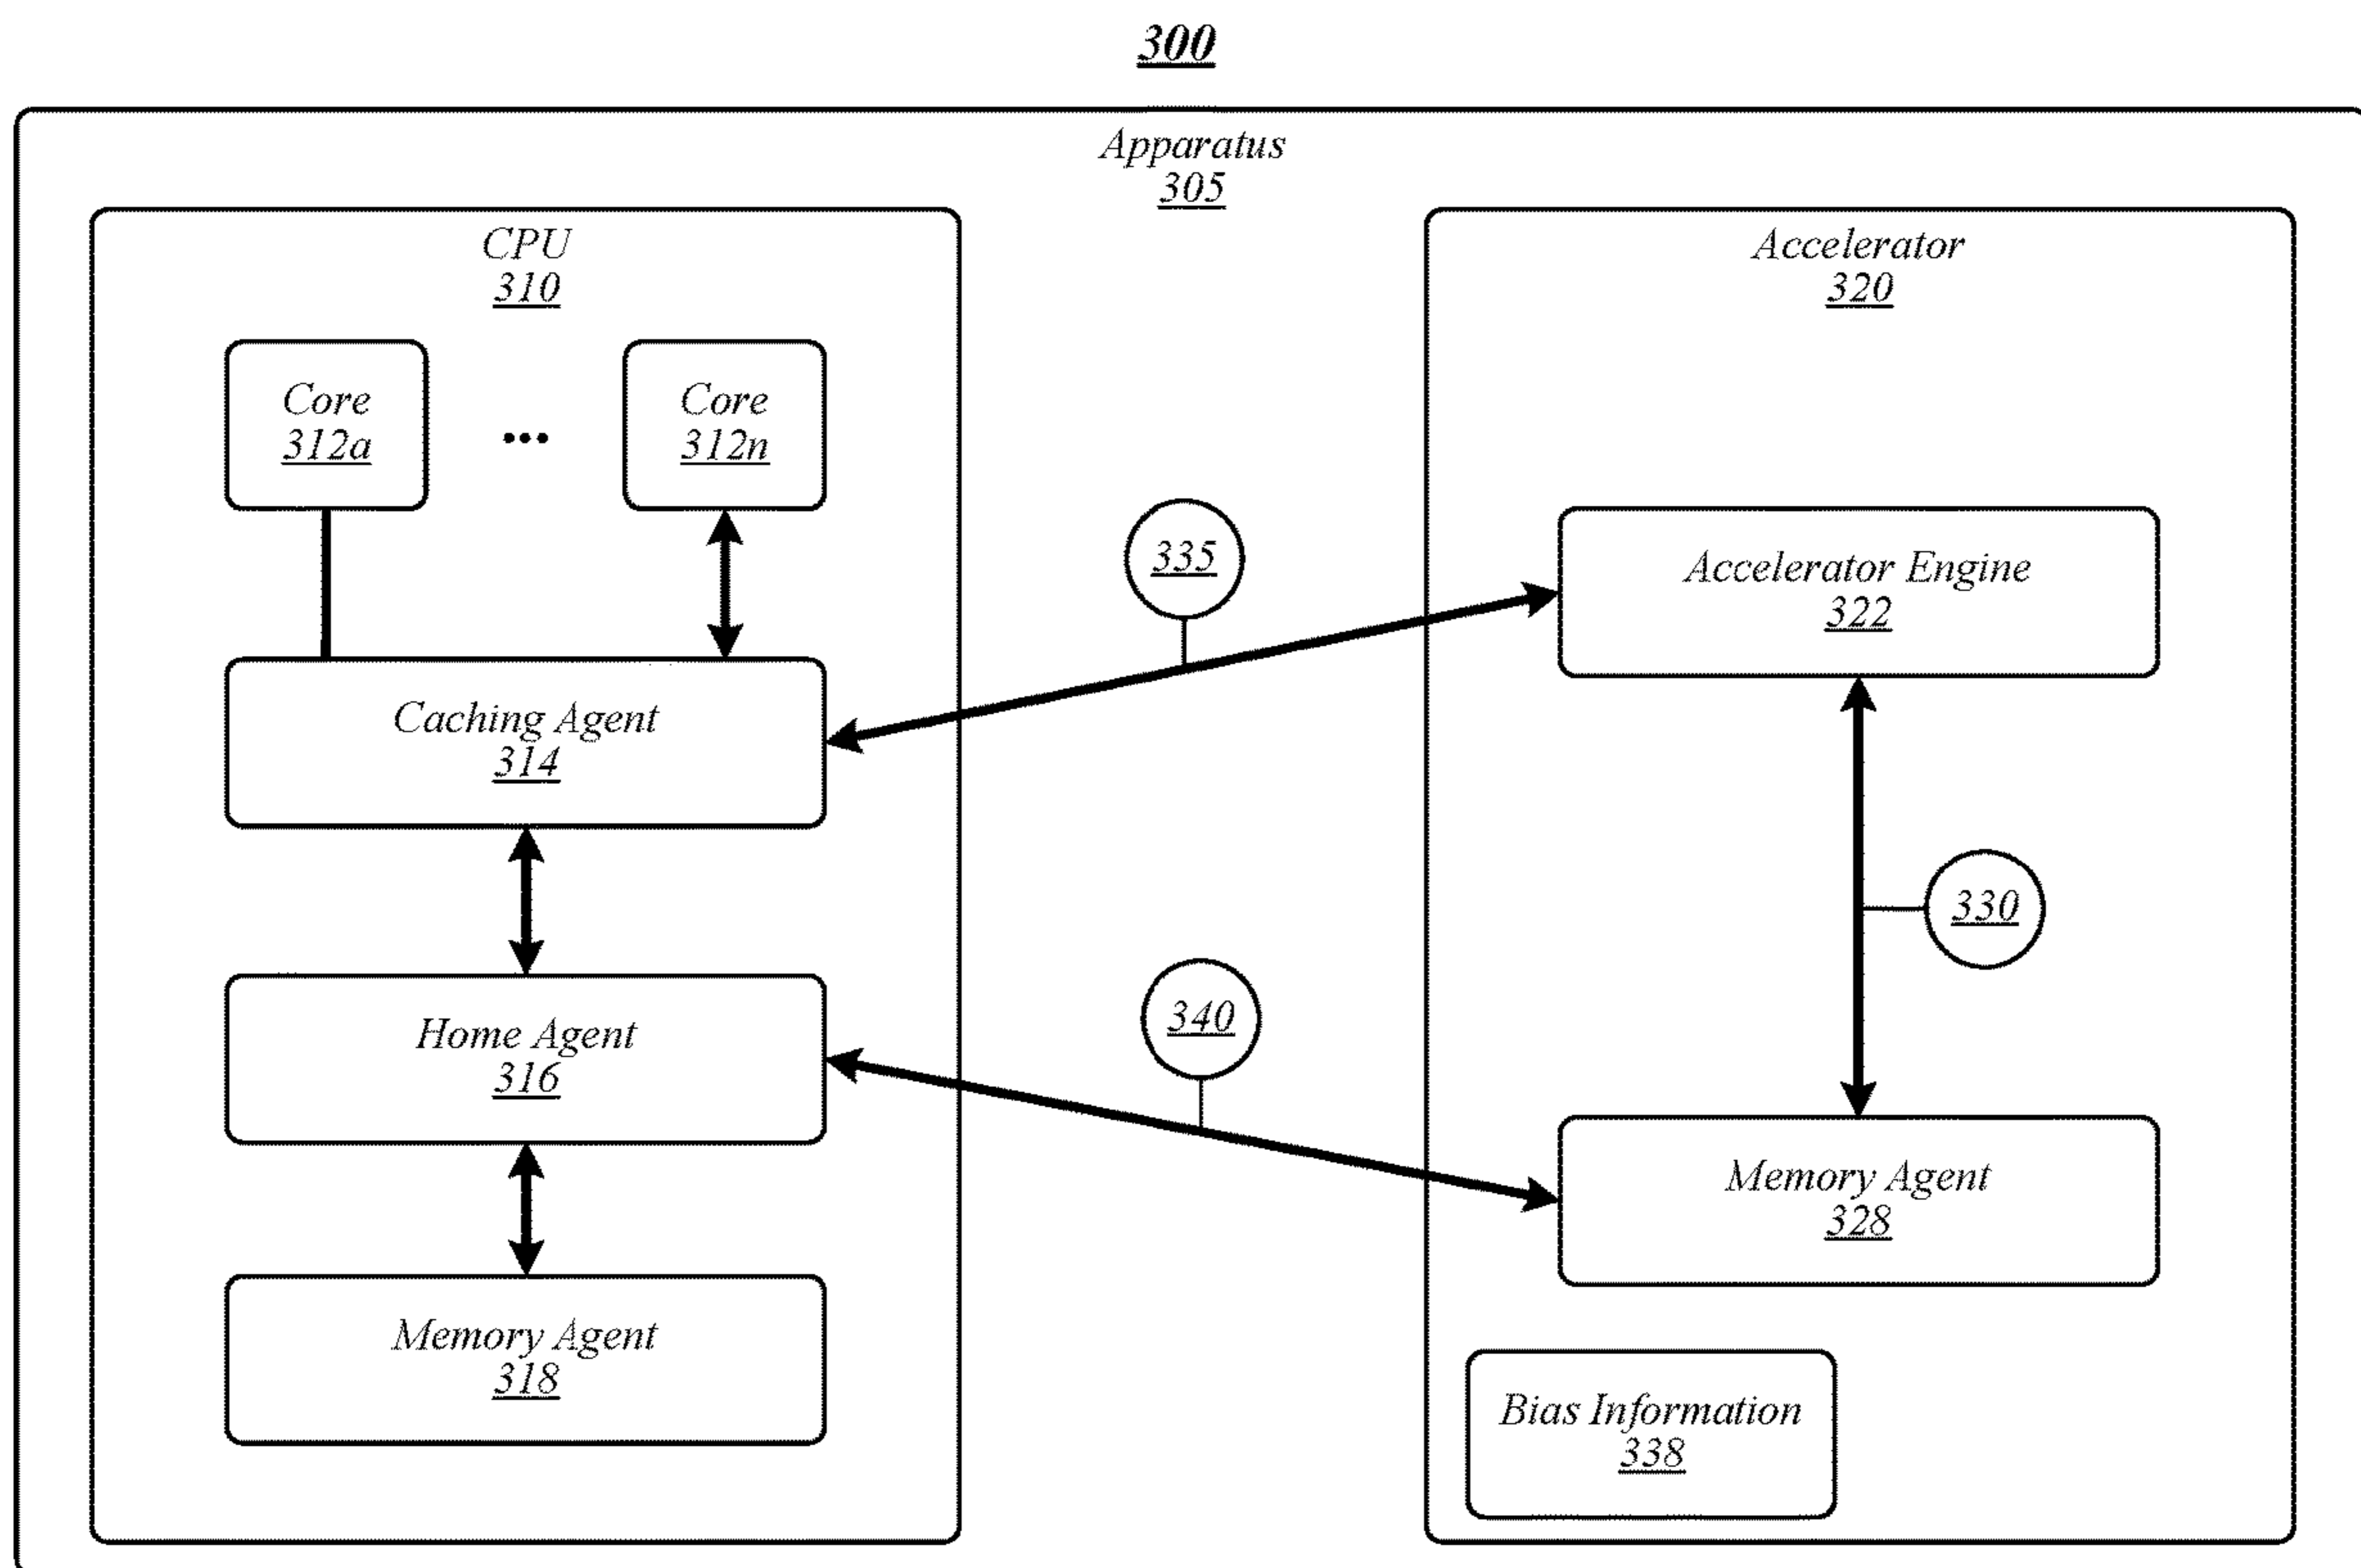 300
Apparatus
305
CPU
310
Core
312a
...
Core
312n
Caching Agent
314
Home Agent
316
Memory Agent
318
335
340
Accelerator
320
Accelerator Engine
322
330
Memory Agent
328
Bias Information
338